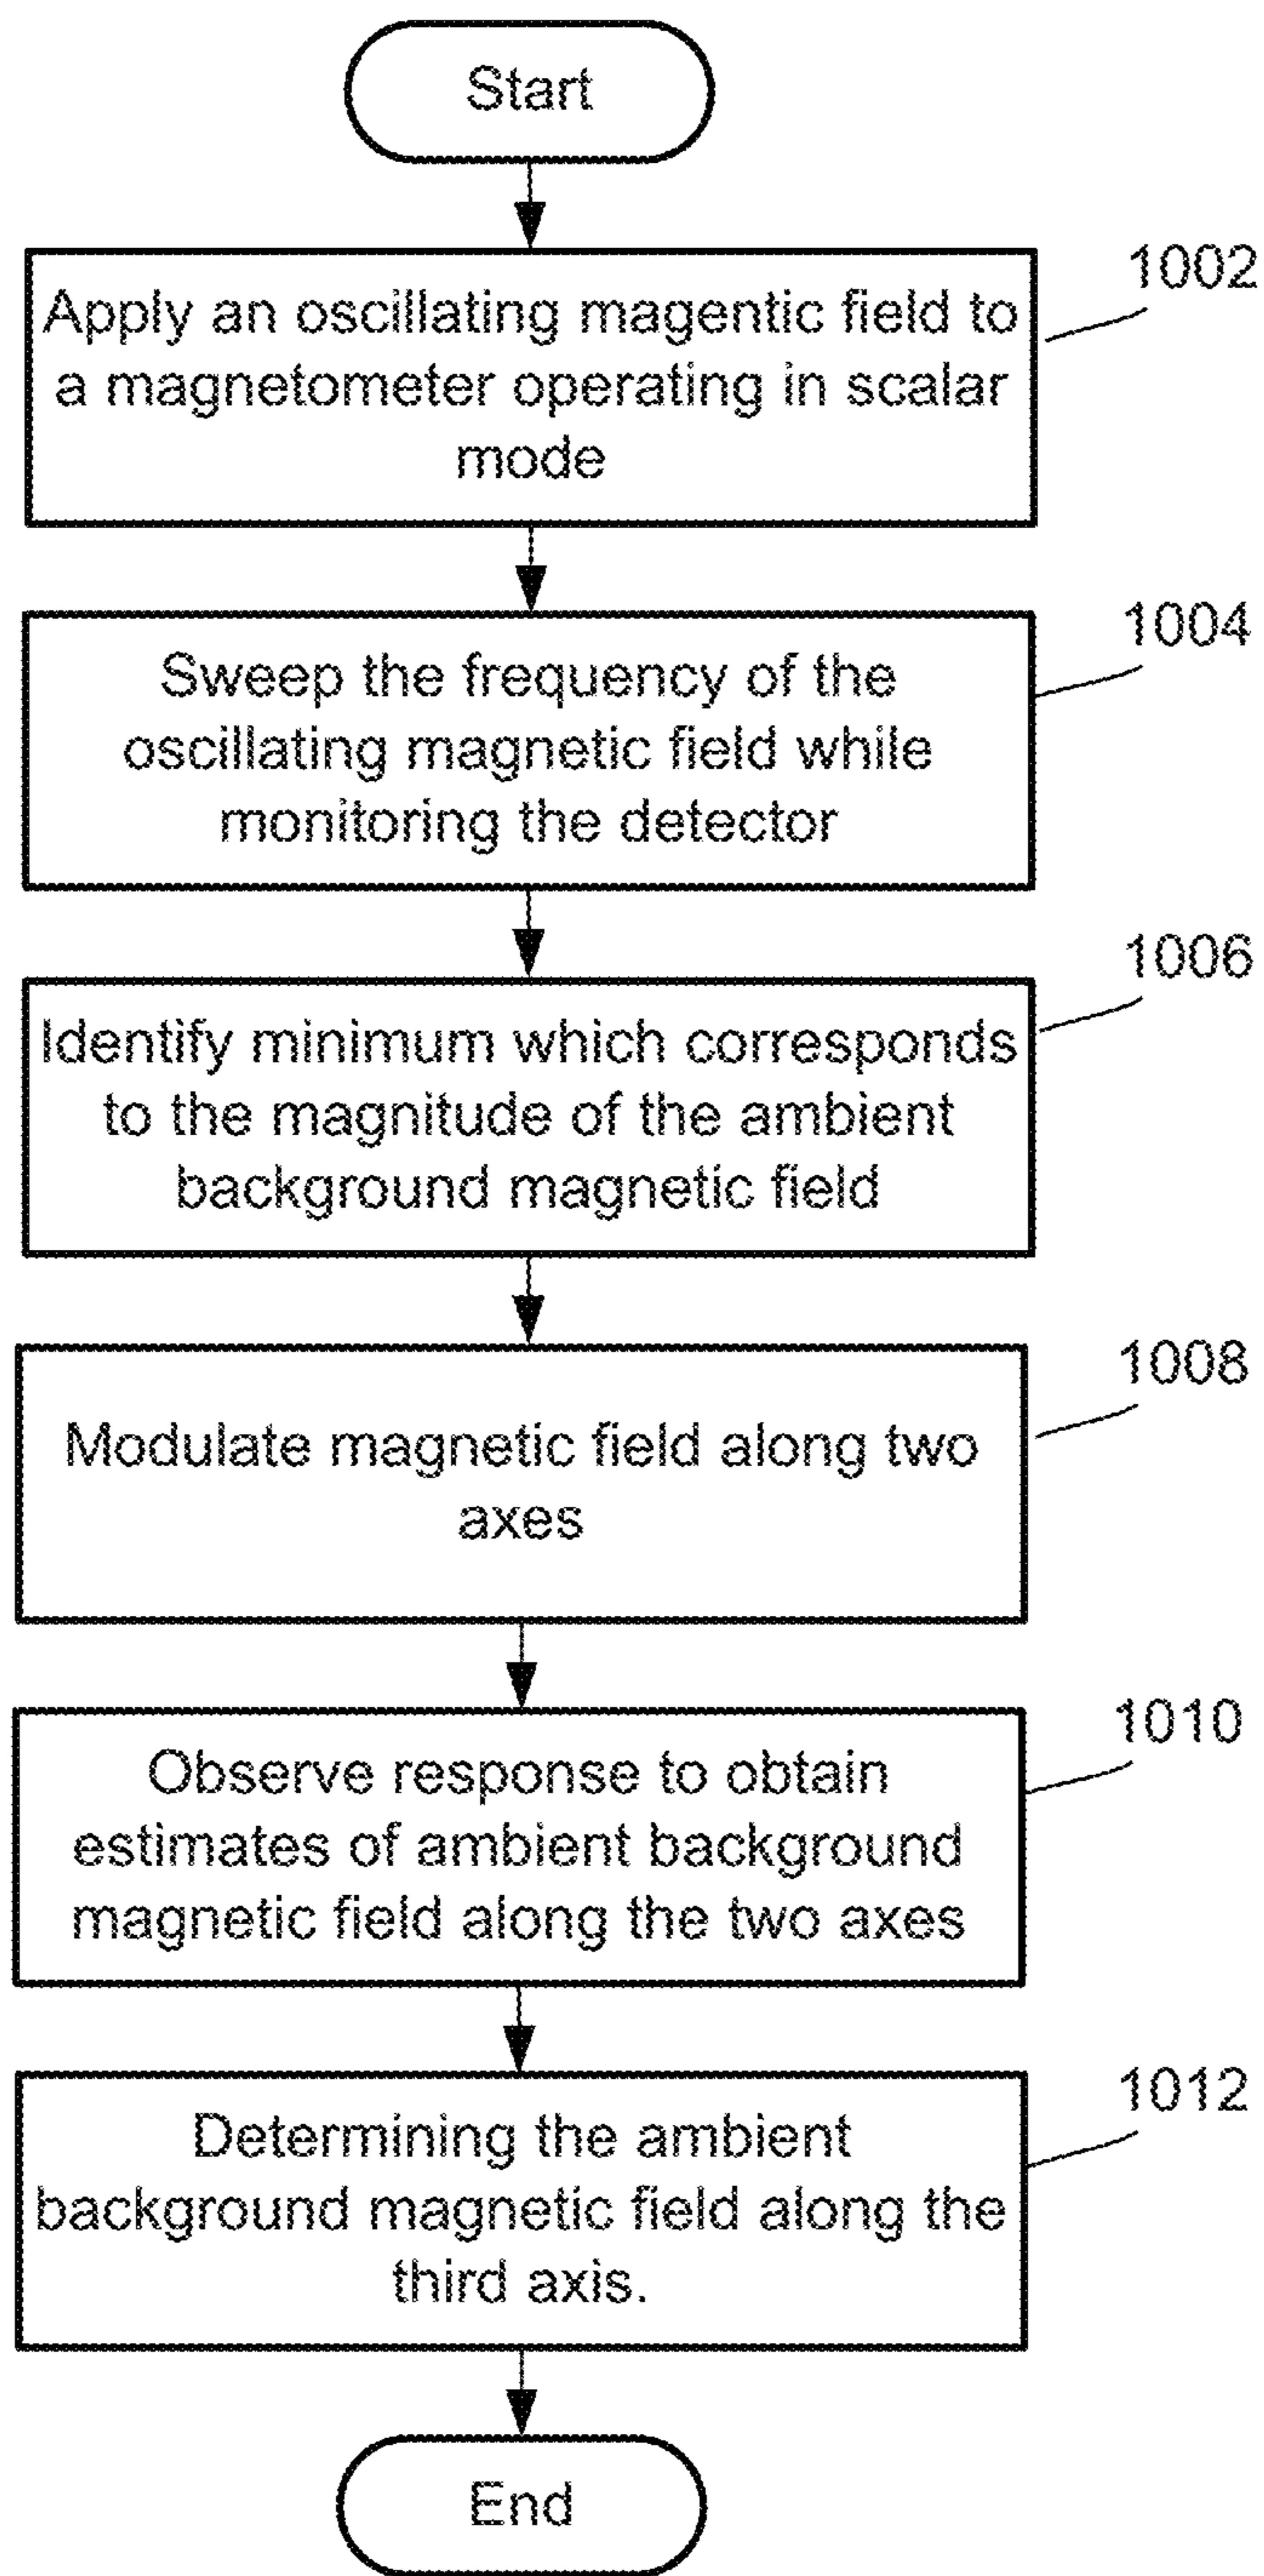 Start
1002
Apply an oscillating magentic field to
a magnetometer operating in scalar
mode
1004
Sweep the frequency of the
oscillating magnetic field while
monitoring the detector
1006
Identify minimum which corresponds
to the magnitude of the ambient
background magnetic field
1008
Modulate magnetic field along two
axes
1010
Observe response to obtain
estimates of ambient background
magnetic field along the two axes
1012
Determining the ambient
background magnetic field along the
third axis.
End